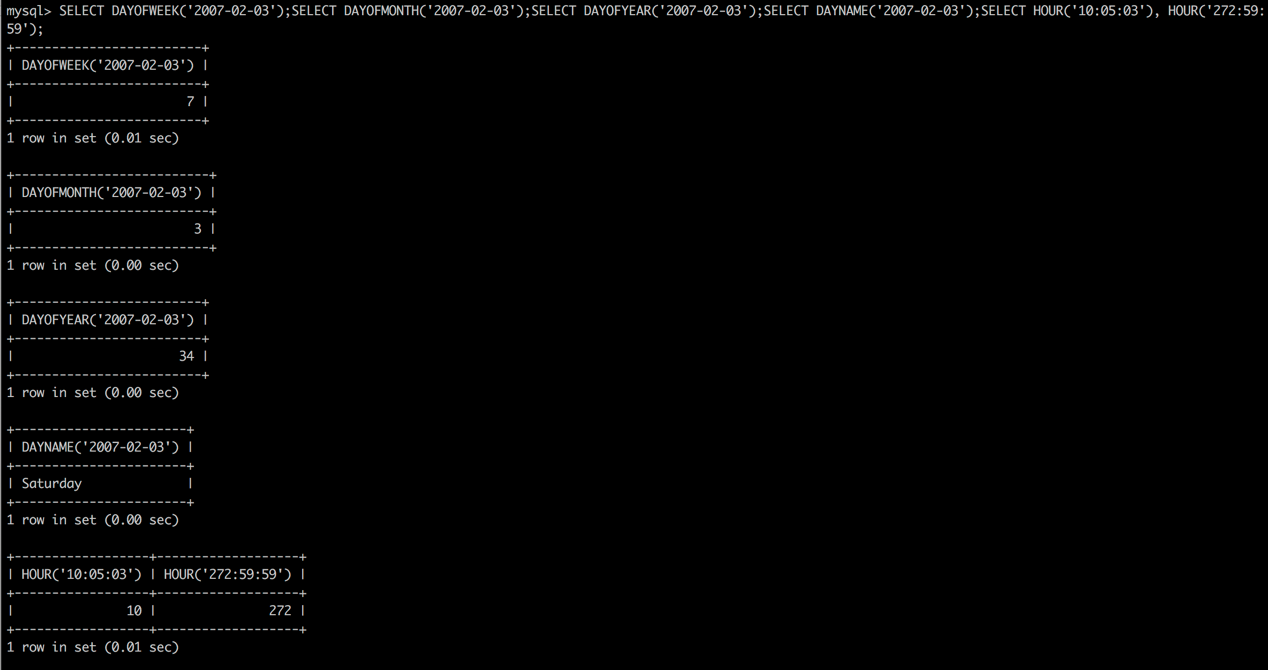 mysql> SELECT DAYOFWEEK('2007-02-03');SELECT DAYOFMONTH('2007-02-03');SELECT DAYOFYEAR('2007-02-03');SELECT DAYNAME('2007-02-03');SELECT HOUR('10:05:03'), HOUR('272:59:
59');
+-------------------------+
| DAYOFWEEK('2007-02-03') |
+-------------------------+
|                       7 |
+-------------------------+
1 row in set (0.01 sec)

+--------------------------+
| DAYOFMONTH('2007-02-03') |
+--------------------------+
|                        3 |
+--------------------------+
1 row in set (0.00 sec)

+-------------------------+
| DAYOFYEAR('2007-02-03') |
+-------------------------+
|                      34 |
+-------------------------+
1 row in set (0.00 sec)

+-----------------------+
| DAYNAME('2007-02-03') |
+-----------------------+
| Saturday              |
+-----------------------+
1 row in set (0.00 sec)

+------------------+-------------------+
| HOUR('10:05:03') | HOUR('272:59:59') |
+------------------+-------------------+
|               10 |               272 |
+------------------+-------------------+
1 row in set (0.01 sec)